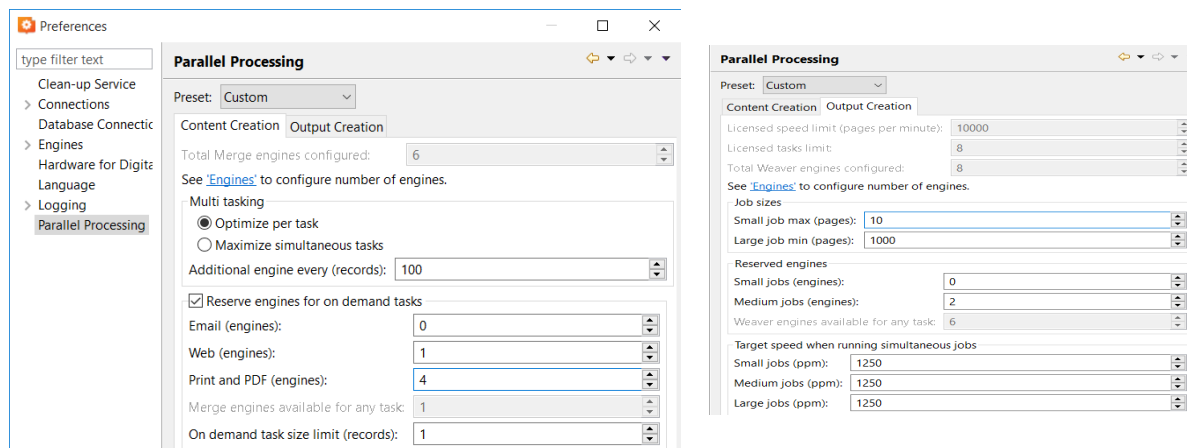 Preferences
type filter text
Clean-up Service
Connections
Database Connectic
Engines
Hardware for Digita
Language
Logging
Parallel Processing
Parallel Processing
Preset: Custom
Content Creation Output Creation
Total Merge engines configured: 6
See 'Engines' to configure number of engines.
Multi tasking
Optimize per task
Maximize simultaneous tasks
Additional engine every (records): 100
Reserve engines for on demand tasks
Email (engines): 0
Web (engines): 1
Print and PDF (engines): 4
Merge engines available for any task: 1
On demand task size limit (records): 1
Parallel Processing
Preset: Custom
Content Creation Output Creation
Licensed speed limit (pages per minute): 10000
Licensed tasks limit: 8
Total Weaver engines configured: 8
See 'Engines' to configure number of engines.
Job sizes
Small job max (pages): 10
Large job min (pages): 1000
Reserved engines
Small jobs (engines): 0
Medium jobs (engines): 2
Weaver engines available for any task: 6
Target speed when running simultaneous jobs
Small jobs (ppm): 1250
Medium jobs (ppm): 1250
Large jobs (ppm): 1250